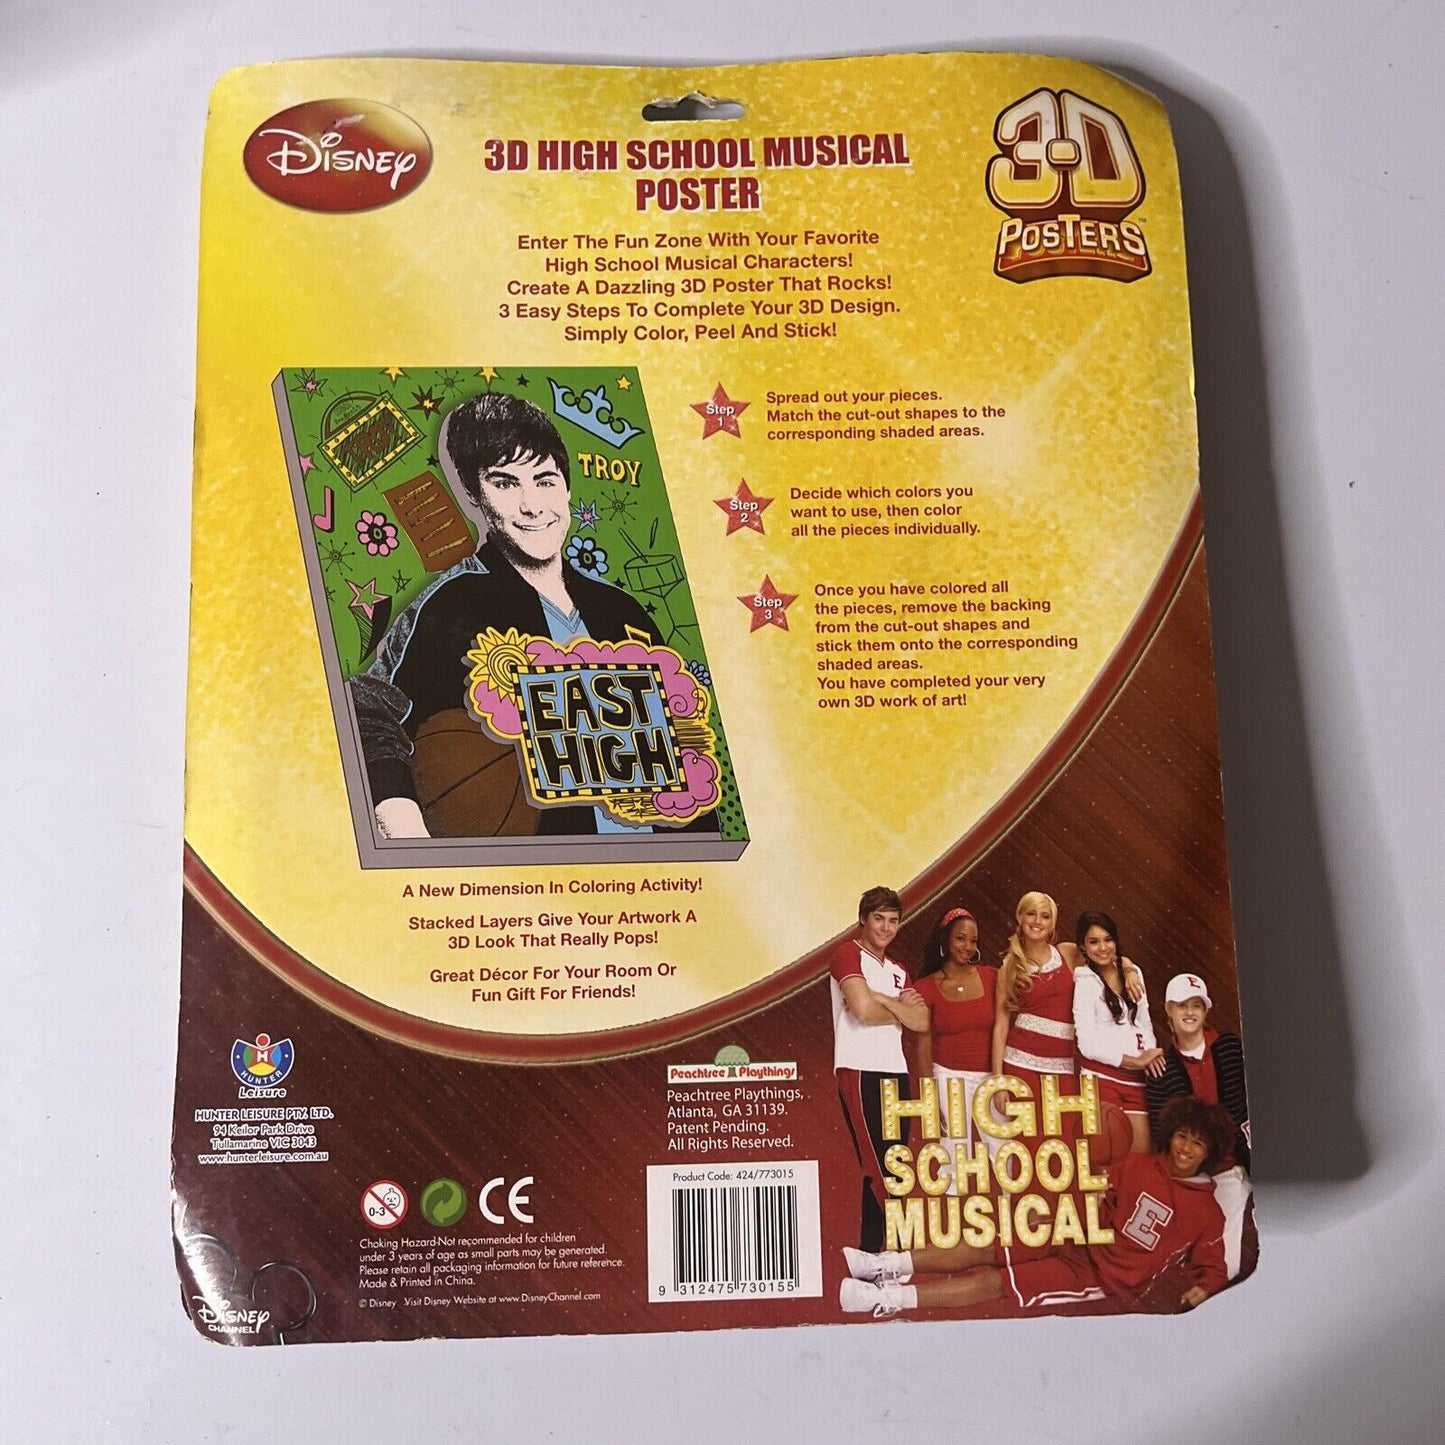 Disney
3D HIGH SCHOOL MUSICAL
POSTER
3-D
POSTERS™
Enter The Fun Zone With Your Favorite
High School Musical Characters!
Create A Dazzling 3D Poster That Rocks!
3 Easy Steps To Complete Your 3D Design.
Simply Color, Peel And Stick!
TROY
EAST
HIGH
Step
1
Spread out your pieces.
Match the cut-out shapes to the
corresponding shaded areas.
Step
2
Decide which colors you
want to use, then color
all the pieces individually.
Step
3
Once you have colored all
the pieces, remove the backing
from the cut-out shapes and
stick them onto the corresponding
shaded areas.
You have completed your very
own 3D work of art!
A New Dimension In Coloring Activity!
Stacked Layers Give Your Artwork A
3D Look That Really Pops!
Great Décor For Your Room Or
Fun Gift For Friends!
H
HUNTER
Leisure
HUNTER LEISURE PTY. LTD.
94 Keilor Park Drive
Tullamarine VIC 3043
www.hunterleisure.com.au
Peachtree Playthings
Peachtree Playthings,
Atlanta, GA 31139.
Patent Pending.
All Rights Reserved.
0-3
CE
Choking Hazard-Not recommended for children
under 3 years of age as small parts may be generated.
Please retain all packaging information for future reference.
Made & Printed in China.
© Disney Visit Disney Website at www.DisneyChannel.com
Disney
CHANNEL
Product Code: 424/773015
9 312475 730155
E
E
E
E
E
HIGH
SCHOOL
MUSICAL